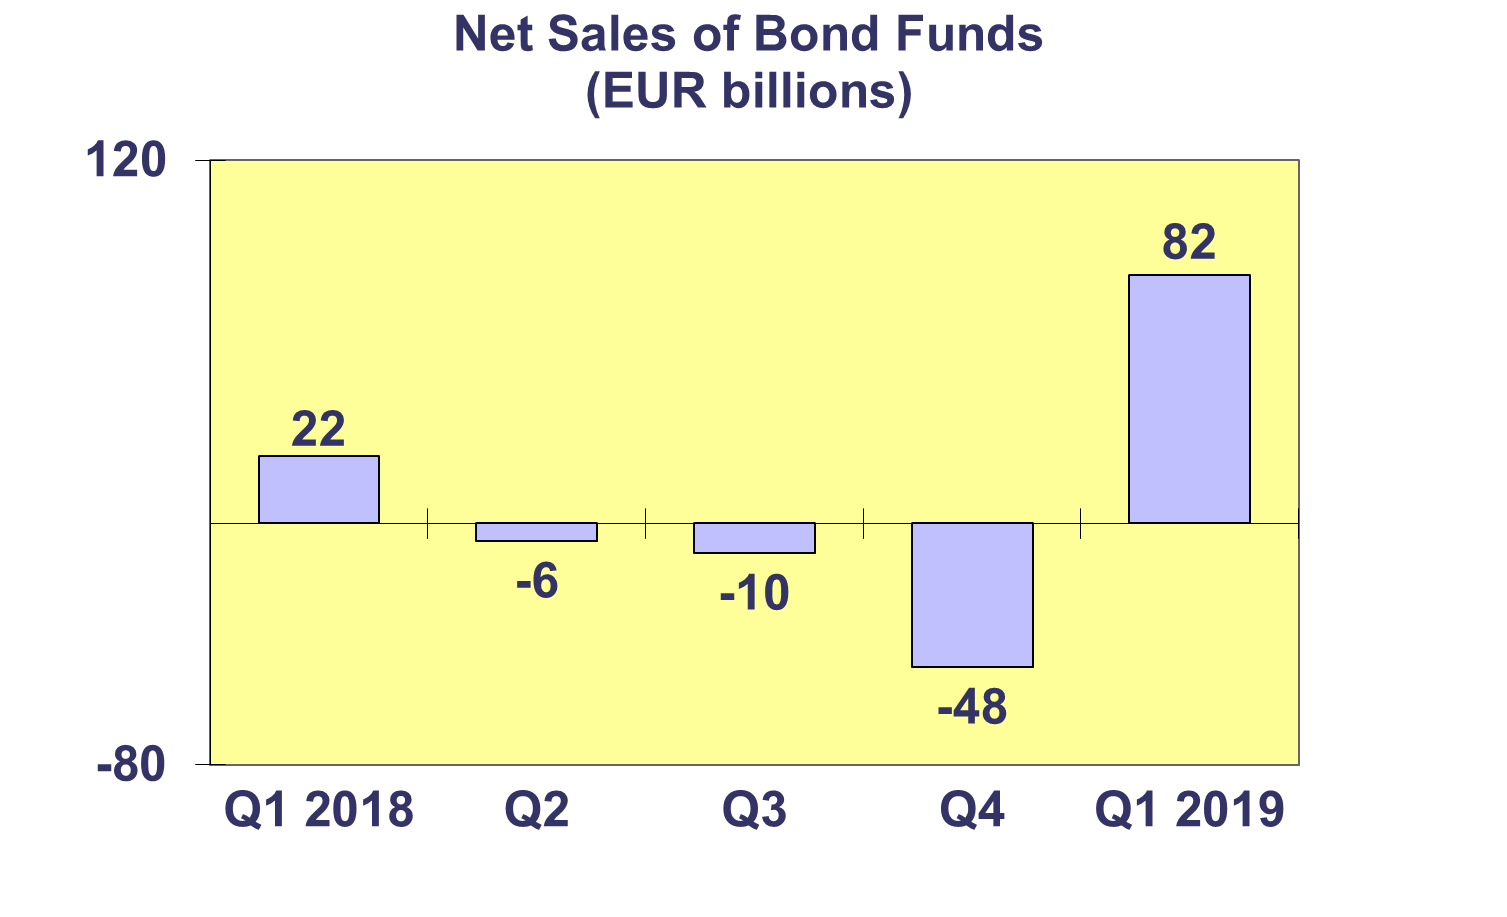 Net Sales of Bond Funds
(EUR billions)
120
82
22
-6
-10
-48
-80
Q1 2018 Q2 Q3 Q4 Q1 2019